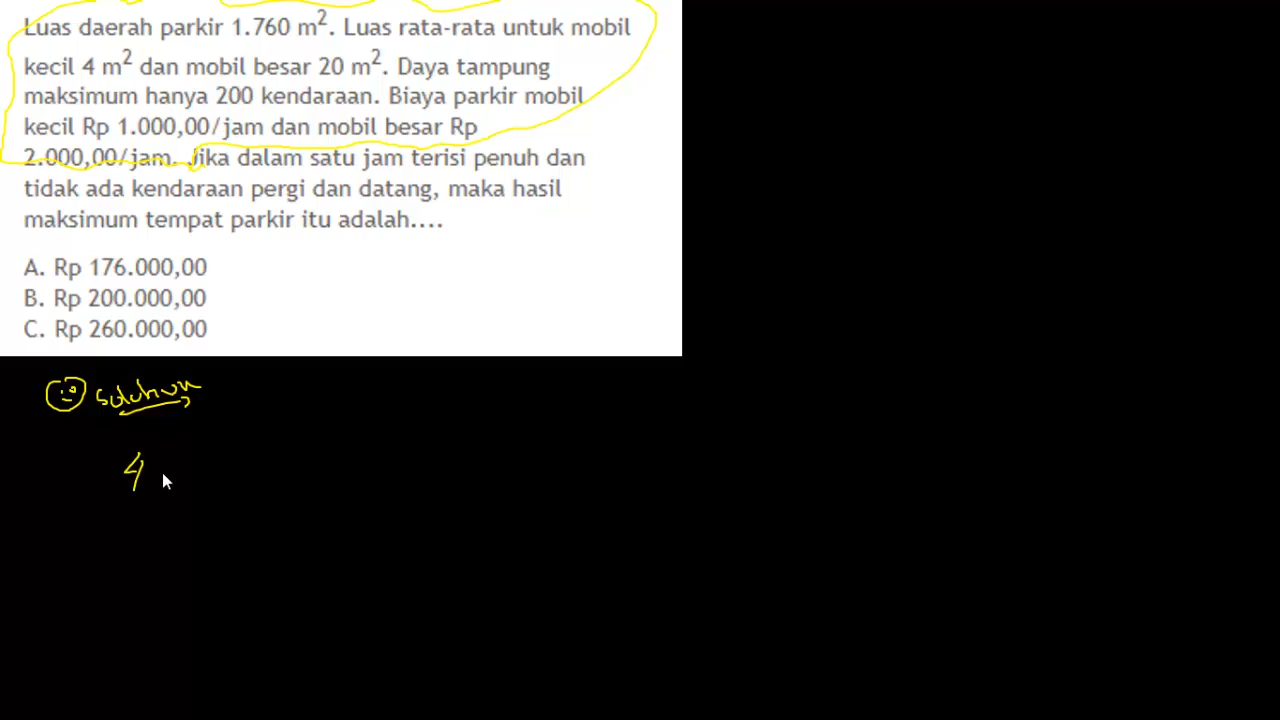 Luas daerah parkir 1.760 m². Luas rata-rata untuk mobil
kecil 4 m² dan mobil besar 20 m². Daya tampung
maksimum hanya 200 kendaraan. Biaya parkir mobil
kecil Rp 1.000,00/jam dan mobil besar Rp
2.000,00/jam. Jika dalam satu jam terisi penuh dan
tidak ada kendaraan pergi dan datang, maka hasil
maksimum tempat parkir itu adalah....
A. Rp 176.000,00
B. Rp 200.000,00
C. Rp 260.000,00
4